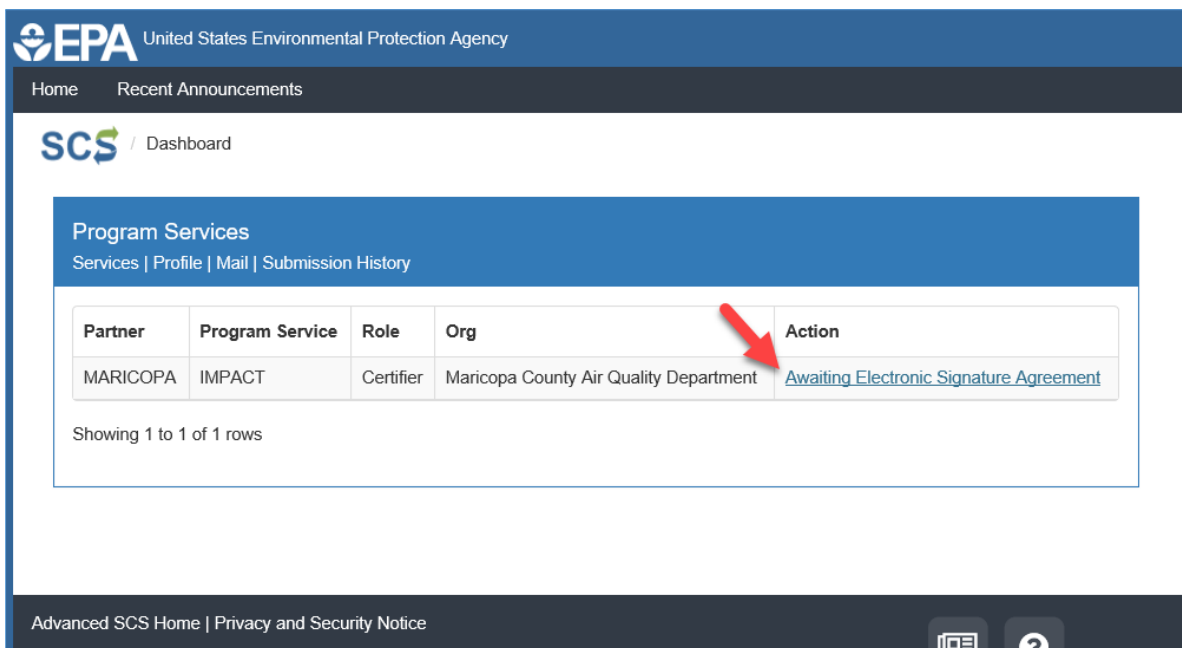 EPA United States Environmental Protection Agency
Home Recent Announcements
SCS / Dashboard
Program Services
Services | Profile | Mail | Submission History
Partner Program Service Role Org Action
MARICOPA IMPACT Certifier Maricopa County Air Quality Department Awaiting Electronic Signature Agreement
Showing 1 to 1 of 1 rows
Advanced SCS Home | Privacy and Security Notice
?